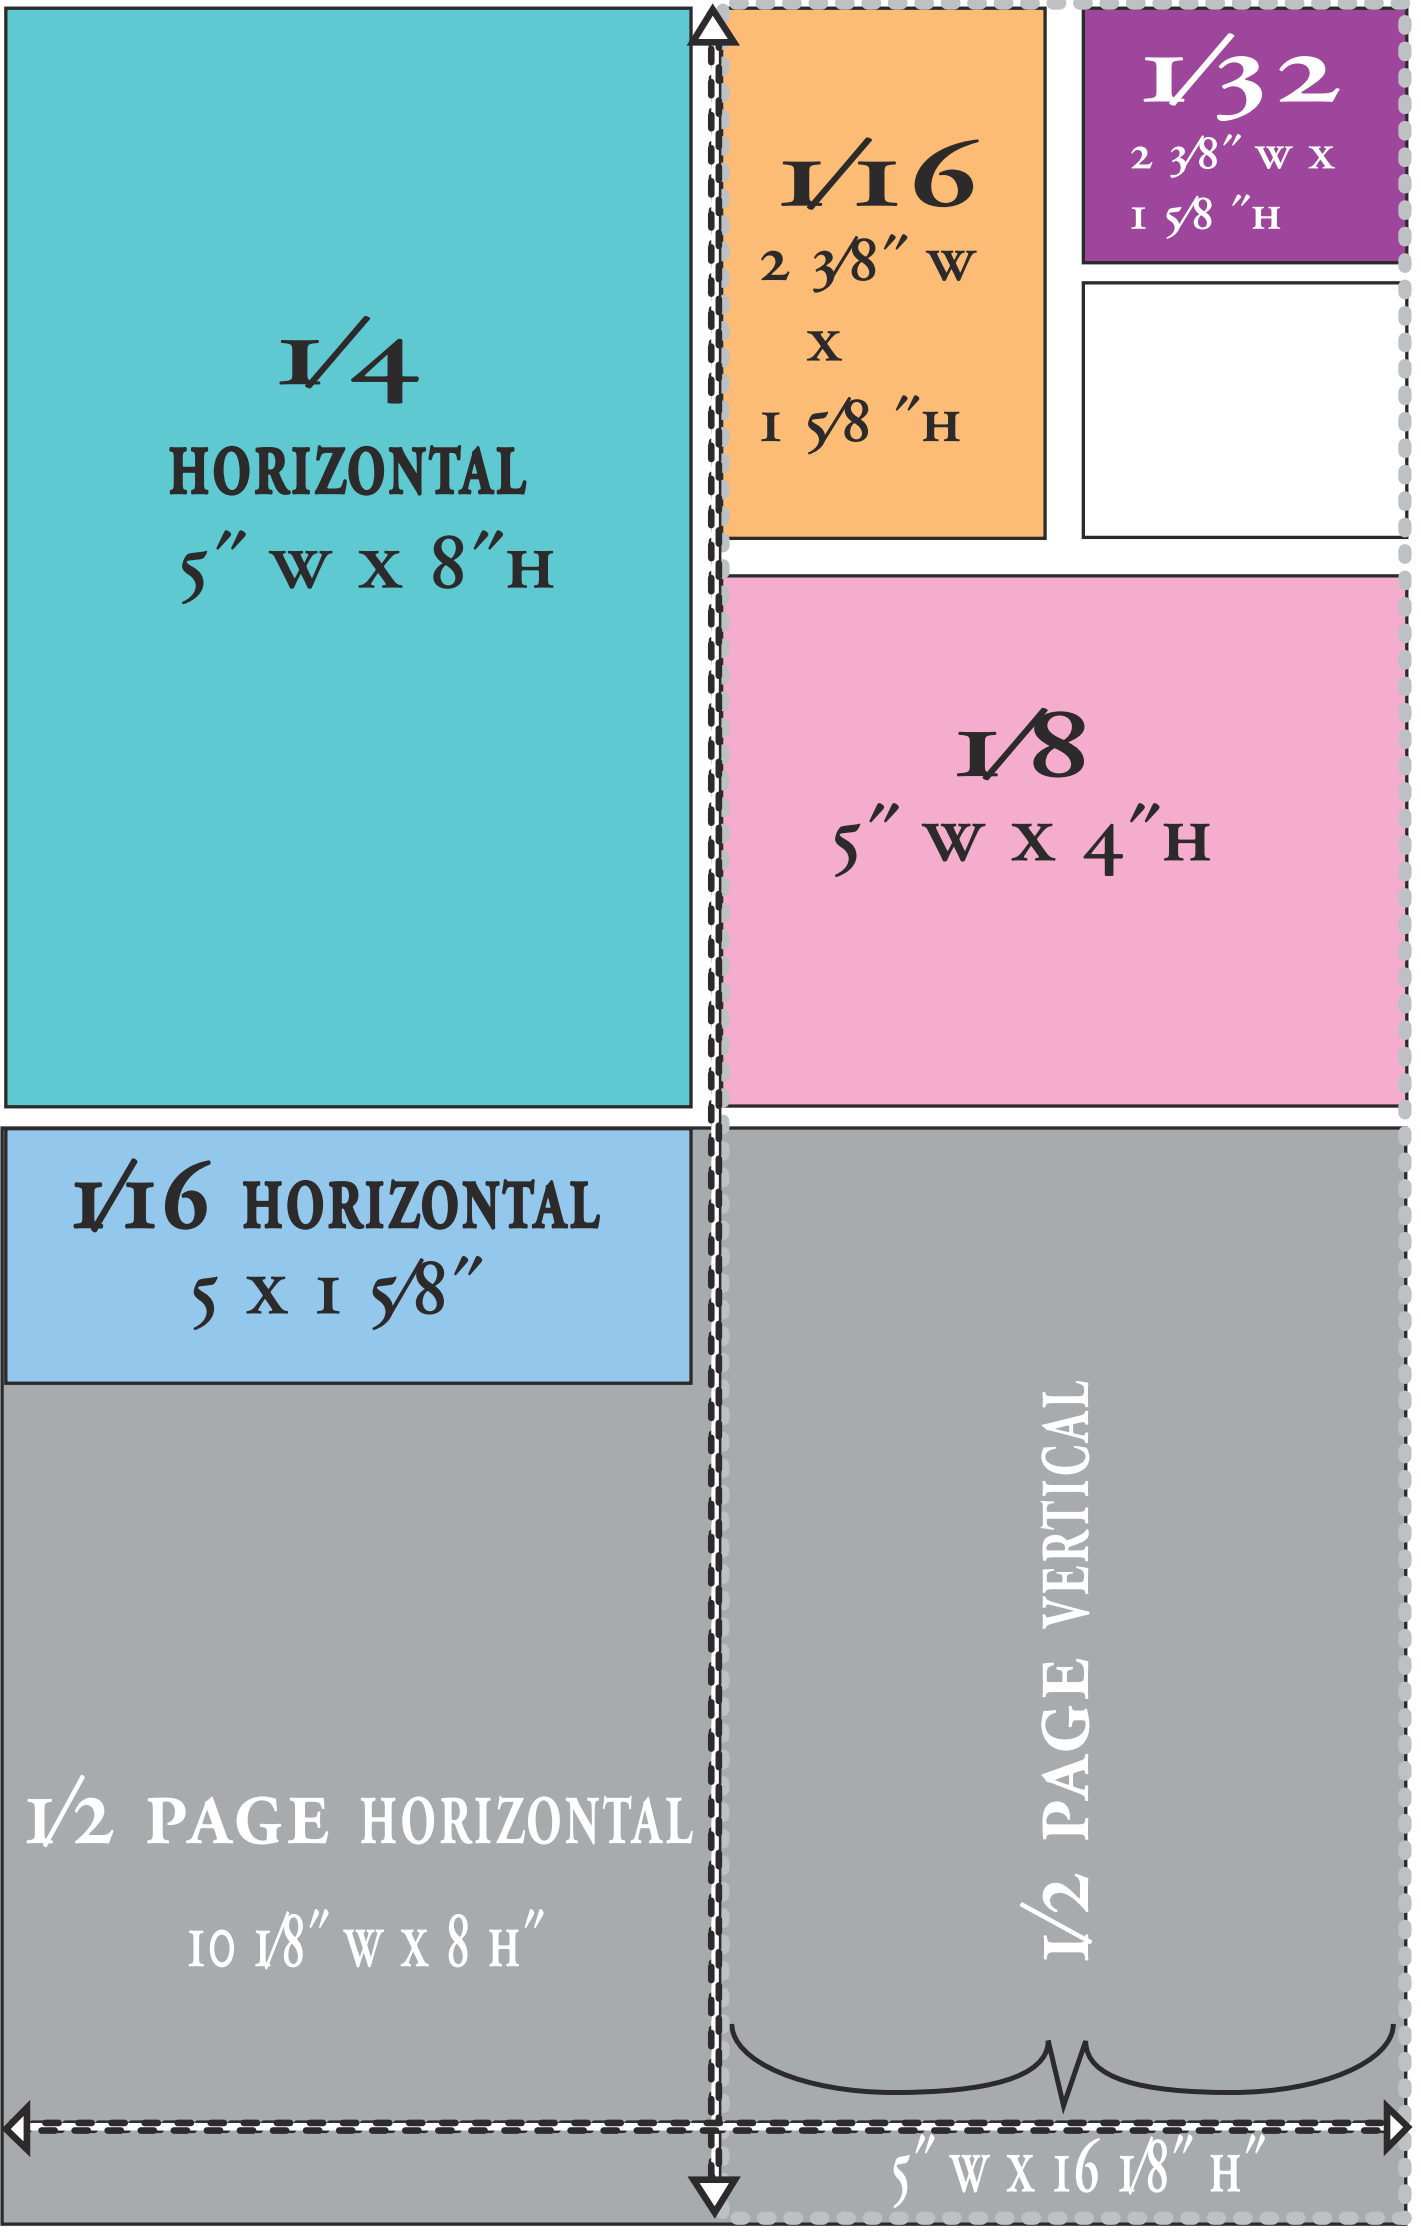 1/4
HORIZONTAL
5" W X 8"H
1/16
2 3/8" W
X
1 5/8 "H
1/32
2 3/8" W X
1 5/8 "H
1/8
5" W X 4"H
1/16 HORIZONTAL
5 X 1 5/8"
1/2 PAGE HORIZONTAL
10 1/8" W X 8 H"
1/2 PAGE VERTICAL
5" W X 16 1/8" H"